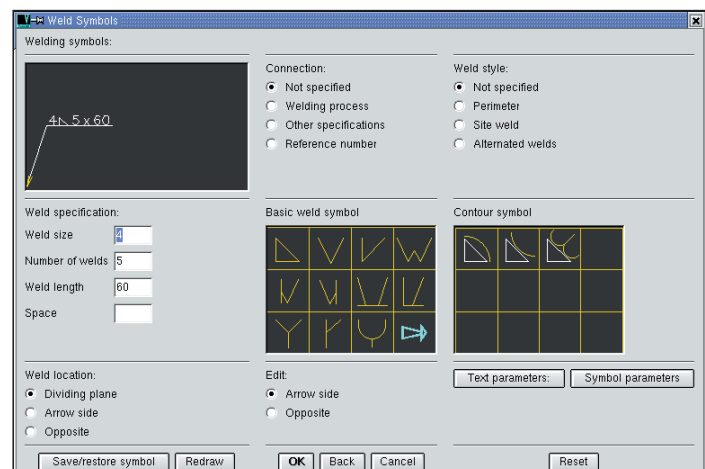 Weld Symbols
Welding symbols:
4 5 x 60
Connection:
Not specified
Welding process
Other specifications
Reference number
Weld style:
Not specified
Perimeter
Site weld
Alternated welds
Weld specification:
Weld size 4
Number of welds 5
Weld length 60
Space
Basic weld symbol
Contour symbol
Weld location:
Dividing plane
Arrow side
Opposite
Edit:
Arrow side
Opposite
Text parameters: Symbol parameters
Save/restore symbol Redraw OK Back Cancel Reset